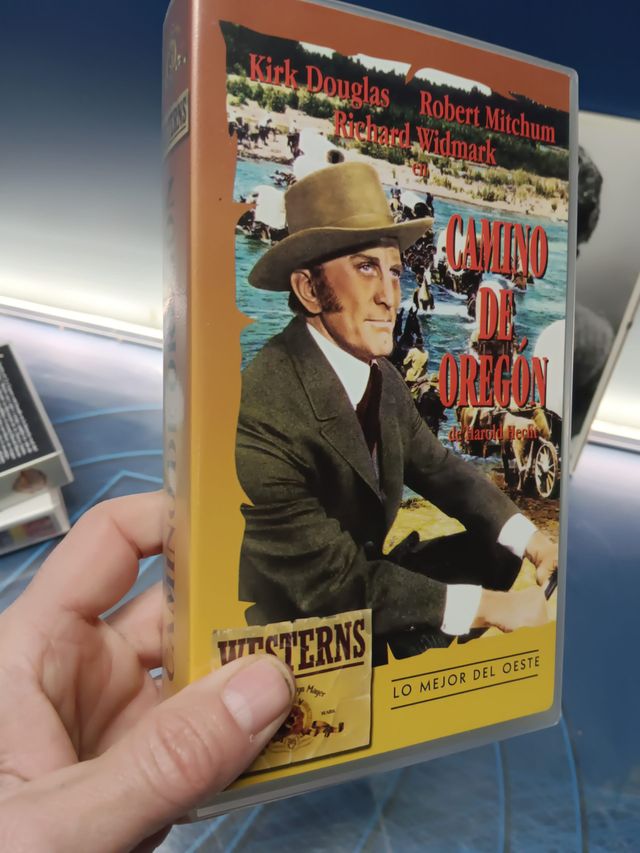 Kirk Douglas Robert Mitchum
Richard Widmark
en
CAMINO
DE
OREGÓN
de Harold Hecht
WESTERNS
LO MEJOR DEL OESTE